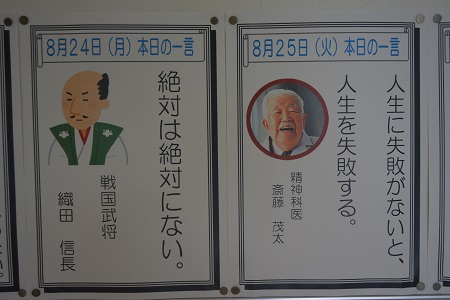 8月24日（月）本日の一言
絶対は絶対にない。
戦国武将
織田 信長
8月25日（火）本日の一言
人生に失敗がないと、
人生を失敗する。
精神科医
斎藤 茂太